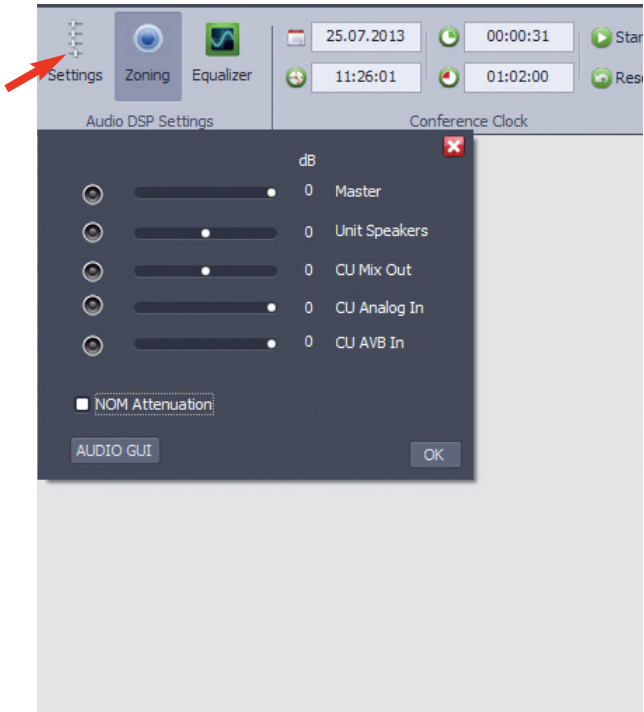 25.07.2013 00:00:31 Star
Settings Zoning Equalizer
11:26:01 01:02:00 Rese
Audio DSP Settings Conference Clock
dB
0 Master
0 Unit Speakers
0 CU Mix Out
0 CU Analog In
0 CU AVB In
NOM Attenuation
AUDIO GUI OK